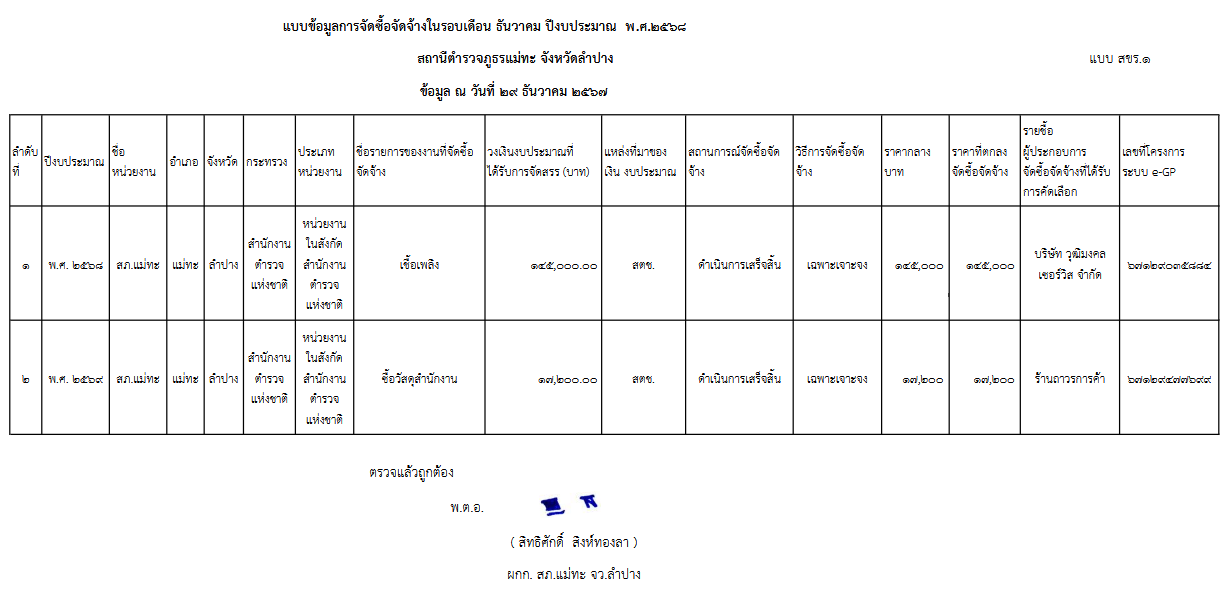 แบบข้อมูลการจัดซื้อจัดจ้างในรอบเดือน ธันวาคม ปีงบประมาณ พ.ศ.๒๕๖๘
สถานีตำรวจภูธรแม่ทะ จังหวัดลำปาง
แบบ สขร.๑
ข้อมูล ณ วันที่ ๒๙ ธันวาคม ๒๕๖๗
ลำดับที่ ปีงบประมาณ ชื่อหน่วยงาน อำเภอ จังหวัด กระทรวง ประเภทหน่วยงาน ชื่อรายการของงานที่จัดซื้อจัดจ้าง วงเงินงบประมาณที่ได้รับการจัดสรร (บาท) แหล่งที่มาของเงิน งบประมาณ สถานการณ์จัดซื้อจัดจ้าง วิธีการจัดซื้อจัดจ้าง ราคากลาง บาท ราคาที่ตกลงจัดซื้อจัดจ้าง รายชื่อผู้ประกอบการจัดซื้อจัดจ้างที่ได้รับการคัดเลือก เลขที่โครงการระบบ e-GP
๑ พ.ศ. ๒๕๖๘ สภ.แม่ทะ แม่ทะ ลำปาง สำนักงานตำรวจแห่งชาติ หน่วยงานในสังกัดสำนักงานตำรวจแห่งชาติ เชื้อเพลิง ๑๔๕,๐๐๐.๐๐ สตช. ดำเนินการเสร็จสิ้น เฉพาะเจาะจง ๑๔๕,๐๐๐ ๑๔๕,๐๐๐ บริษัท วุฒิมงคล เซอร์วิส จำกัด ๖๗๑๒๙๐๓๕๘๘๔
๒ พ.ศ. ๒๕๖๙ สภ.แม่ทะ แม่ทะ ลำปาง สำนักงานตำรวจแห่งชาติ หน่วยงานในสังกัดสำนักงานตำรวจแห่งชาติ ซื้อวัสดุสำนักงาน ๑๗,๒๐๐.๐๐ สตช. ดำเนินการเสร็จสิ้น เฉพาะเจาะจง ๑๗,๒๐๐ ๑๗,๒๐๐ ร้านถาวรการค้า ๖๗๑๒๙๔๗๗๖๙๙
ตรวจแล้วถูกต้อง
พ.ต.อ.
( สิทธิศักดิ์ สิงห์ทองลา )
ผกก. สภ.แม่ทะ จว.ลำปาง